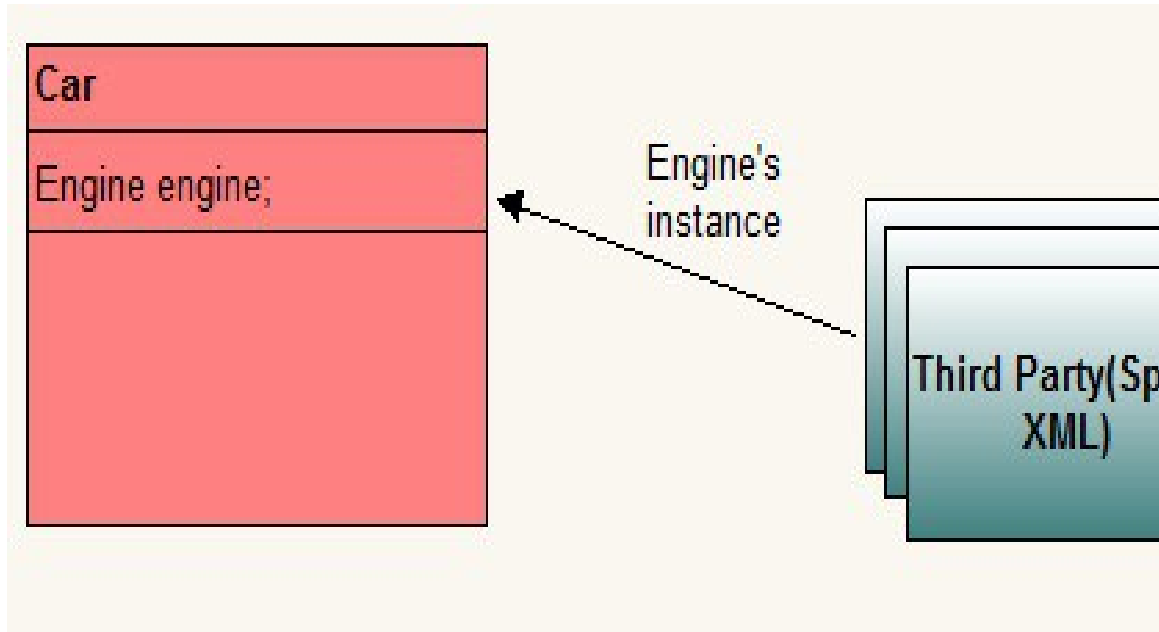 Car
Engine engine;
Engine's
instance
Third Party(Sp
XML)